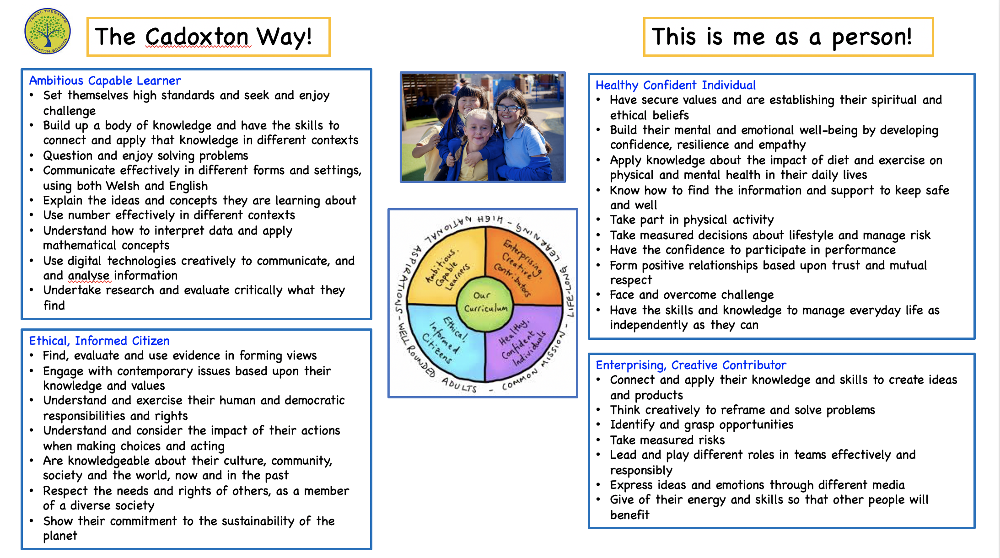 YSGOL TREGATWG
CADOXTON SCHOOL
The Cadoxton Way!
This is me as a person!
Ambitious Capable Learner
• Set themselves high standards and seek and enjoy
challenge
• Build up a body of knowledge and have the skills to
connect and apply that knowledge in different contexts
• Question and enjoy solving problems
• Communicate effectively in different forms and settings,
using both Welsh and English
• Explain the ideas and concepts they are learning about
• Use number effectively in different contexts
• Understand how to interpret data and apply
mathematical concepts
• Use digital technologies creatively to communicate, and
and analyse information
• Undertake research and evaluate critically what they
find
Ethical, Informed Citizen
• Find, evaluate and use evidence in forming views
• Engage with contemporary issues based upon their
knowledge and values
• Understand and exercise their human and democratic
responsibilities and rights
• Understand and consider the impact of their actions
when making choices and acting
• Are knowledgeable about their culture, community,
society and the world, now and in the past
• Respect the needs and rights of others, as a member
of a diverse society
• Show their commitment to the sustainability of the
planet
HIGH NATIONAL ASPIRATIONS - WELL ROUNDED ADULTS - COMMON MISSION - LIFE-LONG LEARNING -
Ambitious,
Capable
Learners
Enterprising,
Creative
Contributors
Our
Curriculum
Ethical,
Informed
Citizens
Healthy,
Confident
Individuals
Healthy Confident Individual
• Have secure values and are establishing their spiritual and
ethical beliefs
• Build their mental and emotional well-being by developing
confidence, resilience and empathy
• Apply knowledge about the impact of diet and exercise on
physical and mental health in their daily lives
• Know how to find the information and support to keep safe
and well
• Take part in physical activity
• Take measured decisions about lifestyle and manage risk
• Have the confidence to participate in performance
• Form positive relationships based upon trust and mutual
respect
• Face and overcome challenge
• Have the skills and knowledge to manage everyday life as
independently as they can
Enterprising, Creative Contributor
• Connect and apply their knowledge and skills to create ideas
and products
• Think creatively to reframe and solve problems
• Identify and grasp opportunities
• Take measured risks
• Lead and play different roles in teams effectively and
responsibly
• Express ideas and emotions through different media
• Give of their energy and skills so that other people will
benefit